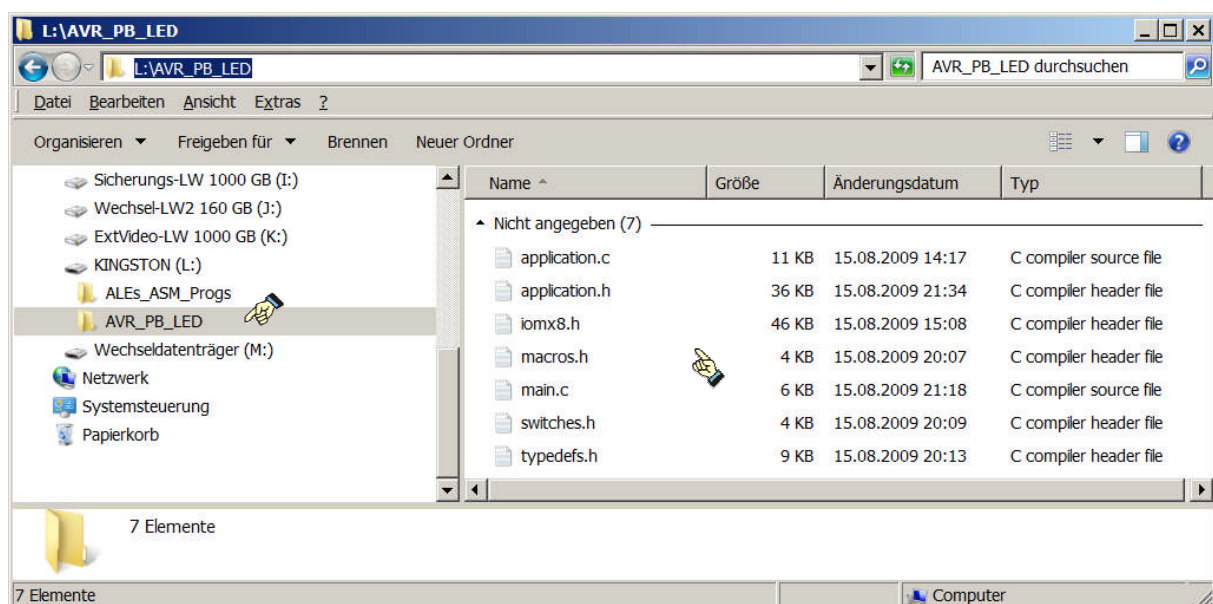 L:\AVR_PB_LED
L:\AVR_PB_LED
AVR_PB_LED durchsuchen
Datei Bearbeiten Ansicht Extras ?
Organisieren Freigeben für Brennen Neuer Ordner
Sicherungs-LW 1000 GB (I:)
Wechsel-LW2 160 GB (J:)
ExtVideo-LW 1000 GB (K:)
KINGSTON (L:)
ALEs_ASM_Progs
AVR_PB_LED
Wechseldatenträger (M:)
Netzwerk
Systemsteuerung
Papierkorb
Name Größe Änderungsdatum Typ
Nicht angegeben (7)
application.c 11 KB 15.08.2009 14:17 C compiler source file
application.h 36 KB 15.08.2009 21:34 C compiler header file
iomx8.h 46 KB 15.08.2009 15:08 C compiler header file
macros.h 4 KB 15.08.2009 20:07 C compiler header file
main.c 6 KB 15.08.2009 21:18 C compiler source file
switches.h 4 KB 15.08.2009 20:09 C compiler header file
typedefs.h 9 KB 15.08.2009 20:13 C compiler header file
7 Elemente
7 Elemente Computer